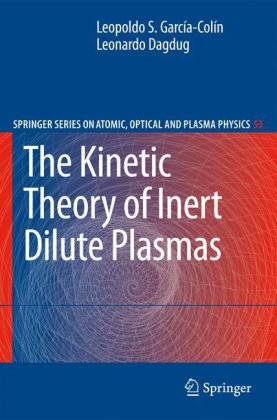 Leopoldo S. García-Colín
Leonardo Dagdug
SPRINGER SERIES ON ATOMIC, OPTICAL AND PLASMA PHYSICS 53
The Kinetic
Theory of Inert
Dilute Plasmas
Springer